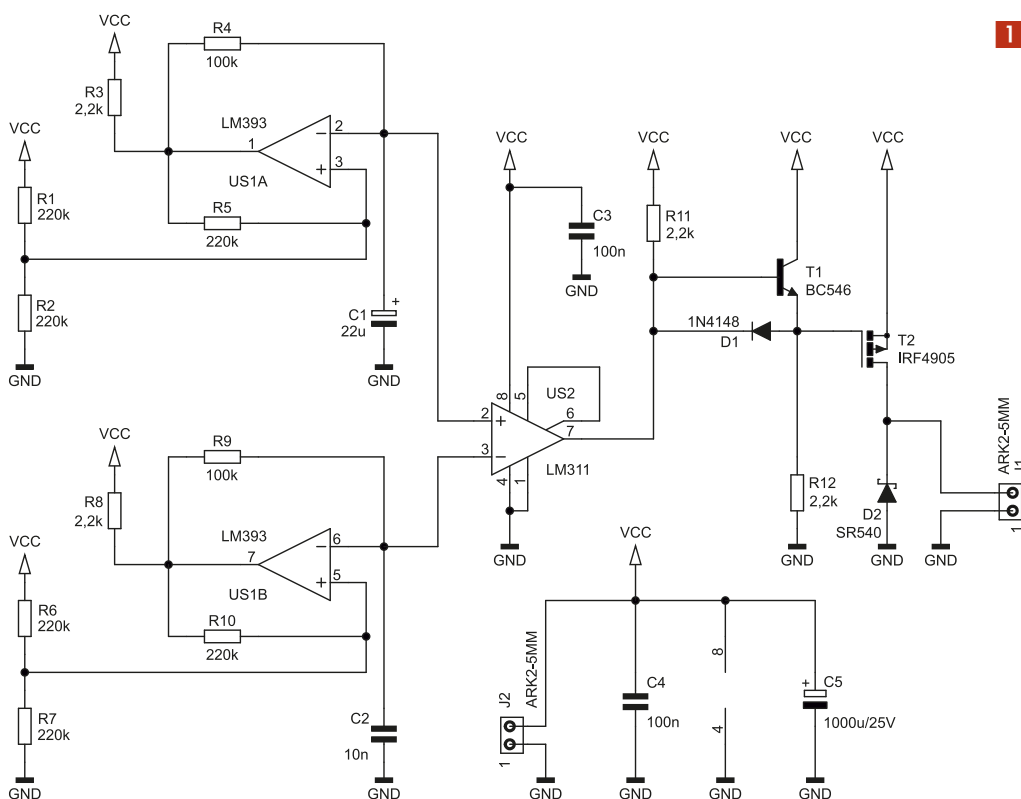 1
VCC
R4
100k
VCC
R3
2,2k
LM393
1
2
3
US1A
VCC
R1
220k
R5
220k
R2
220k
GND
C1
22u
+
GND
VCC
C3
100n
GND
VCC
R11
2,2k
VCC
T1
BC546
VCC
1N4148
D1
T2
IRF4905
8
5
US2
2
3
6
7
4
1
LM311
GND
R12
2,2k
GND
D2
SR540
GND
GND
ARK2-5MM
J1
1
R9
100k
VCC
R8
2,2k
LM393
7
6
5
US1B
VCC
R6
220k
R10
220k
R7
220k
GND
C2
10n
GND
VCC
J2
ARK2-5MM
1
GND
C4
100n
GND
8
4
GND
+
C5
1000u/25V
GND